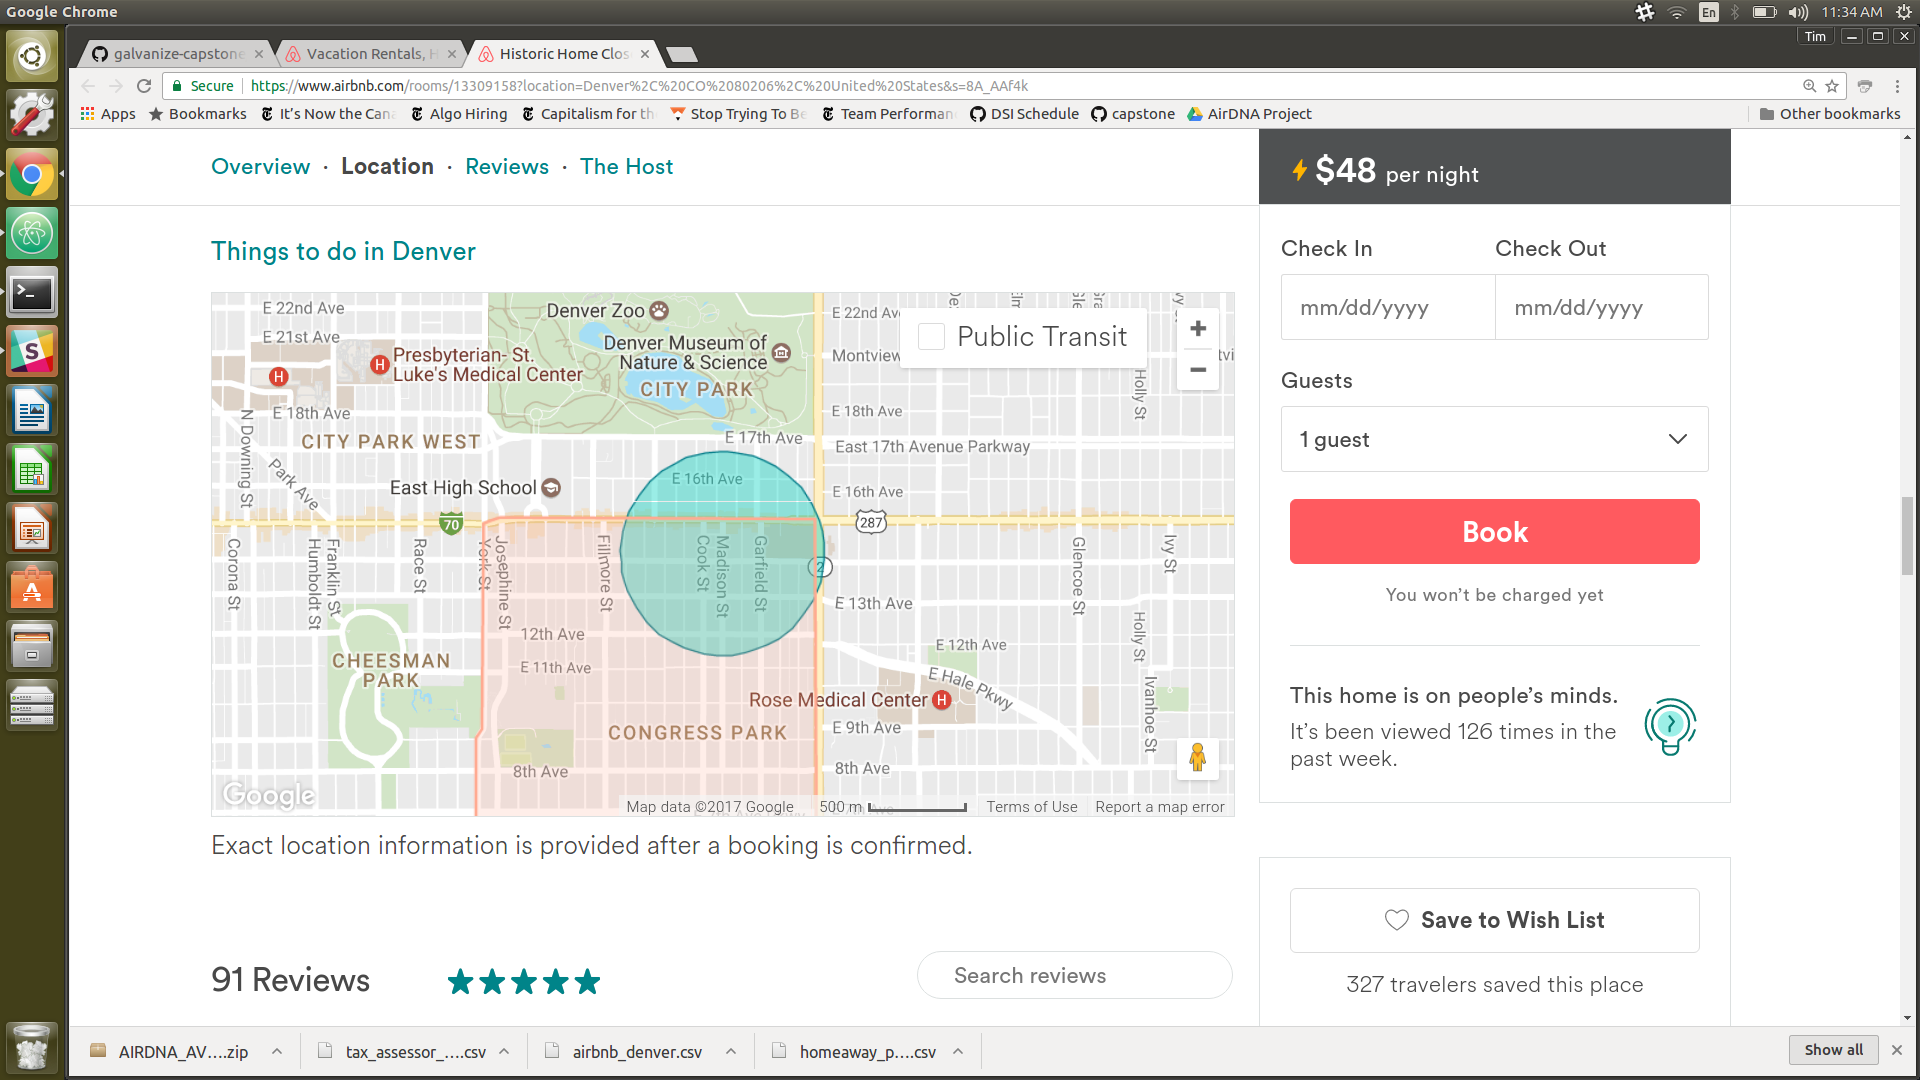 Google Chrome
En
11:34 AM
Tim
galvanize-capstone
Vacation Rentals, H
Historic Home Clos
Secure
https://www.airbnb.com/rooms/13309158?location=Denver%2C%20CO%2080206%2C%20United%20States&s=8A_AAf4k
Apps
Bookmarks
It's Now the Cana
Algo Hiring
Capitalism for th
Stop Trying To Be
Team Performan
DSI Schedule
capstone
AirDNA Project
Other bookmarks
Overview · Location · Reviews · The Host
$48 per night
Things to do in Denver
Check In
Check Out
mm/dd/yyyy
mm/dd/yyyy
Guests
1 guest
Book
You won't be charged yet
This home is on people's minds.
It's been viewed 126 times in the
past week.
E 22nd Ave
E 21st Ave
Presbyterian- St.
Luke's Medical Center
H
H
E 18th Ave
CITY PARK WEST
N Downing St
Park Ave
Denver Zoo
Denver Museum of
Nature & Science
CITY PARK
E 17th Ave
E 22nd Av
Montview
Public Transit
+
−
Holly St
E 18th Ave
East 17th Avenue Parkway
E 16th Ave
E 16th Ave
East High School
70
287
2
Corona St
Humboldt St
Franklin St
Race St
York St
Josephine St
Fillmore St
Cook St
Madison St
Garfield St
Glencoe St
Ivy St
E 13th Ave
12th Ave
E 11th Ave
E 12th Ave
E Hale Pkwy
Holly St
Ivanhoe St
CHEESMAN
PARK
Rose Medical Center
H
CONGRESS PARK
E 9th Ave
8th Ave
8th Ave
Google
Map data ©2017 Google
500 m
Terms of Use
Report a map error
Exact location information is provided after a booking is confirmed.
Save to Wish List
327 travelers saved this place
91 Reviews
Search reviews
AIRDNA_AV....zip
tax_assessor_....csv
airbnb_denver.csv
homeaway_p....csv
Show all